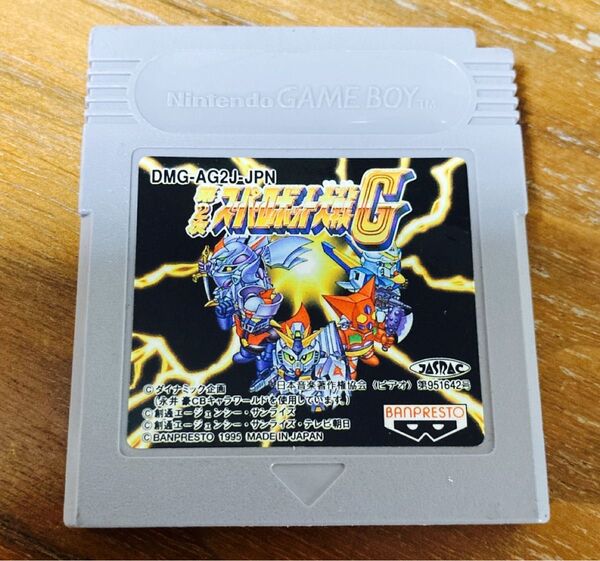 Nintendo GAME BOY TM
DMG-AG2J-JPN
第2次
スーパーロボット大戦G
JASRAC
©ダイナミック企画
日本音楽著作権協会 (ビデオ) 第951642号
(永井 豪CBキャラワールドを使用しています。)
©創通エージェンシー・サンライズ
©創通エージェンシー・サンライズ・テレビ朝日
©BANPRESTO 1995 MADE IN JAPAN
BANPRESTO